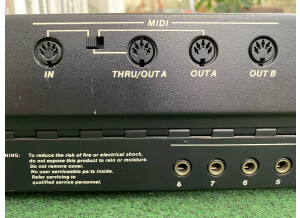 MIDI
IN THRU/OUT A OUT A OUT B
NING: To reduce the risk of fire or electrical shock,
do not expose this product to rain or moisture.
Do not remove cover.
No user serviceable parts inside.
Refer servicing to
qualified service personnel.
8 7 6 5